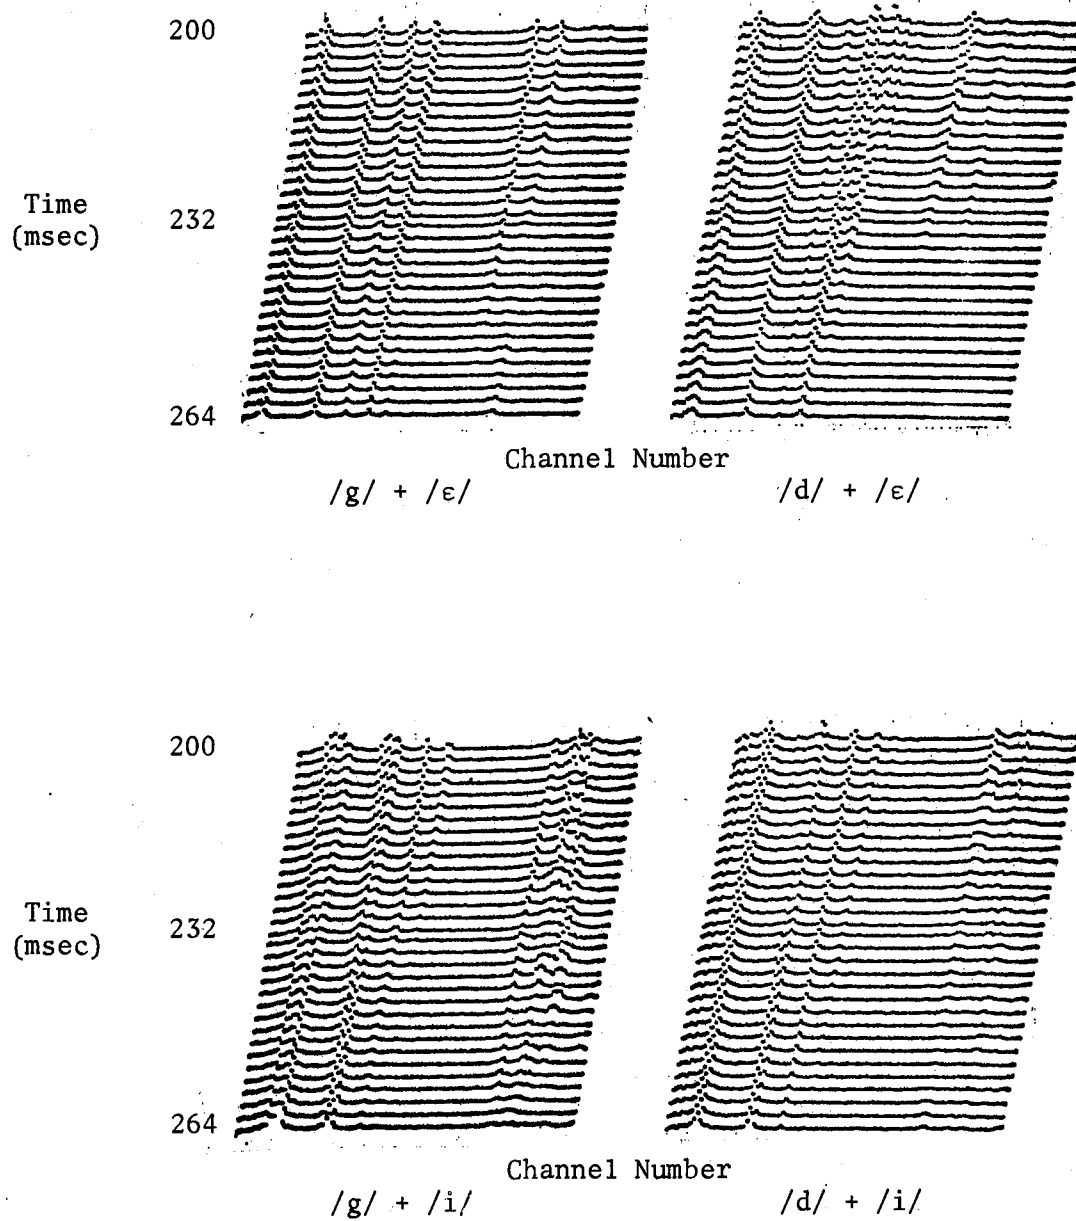 200
Time
(msec)
232
264
Channel Number
/g/ + /ε/
/d/ + /ε/
200
Time
(msec)
232
264
Channel Number
/g/ + /i/
/d/ + /i/